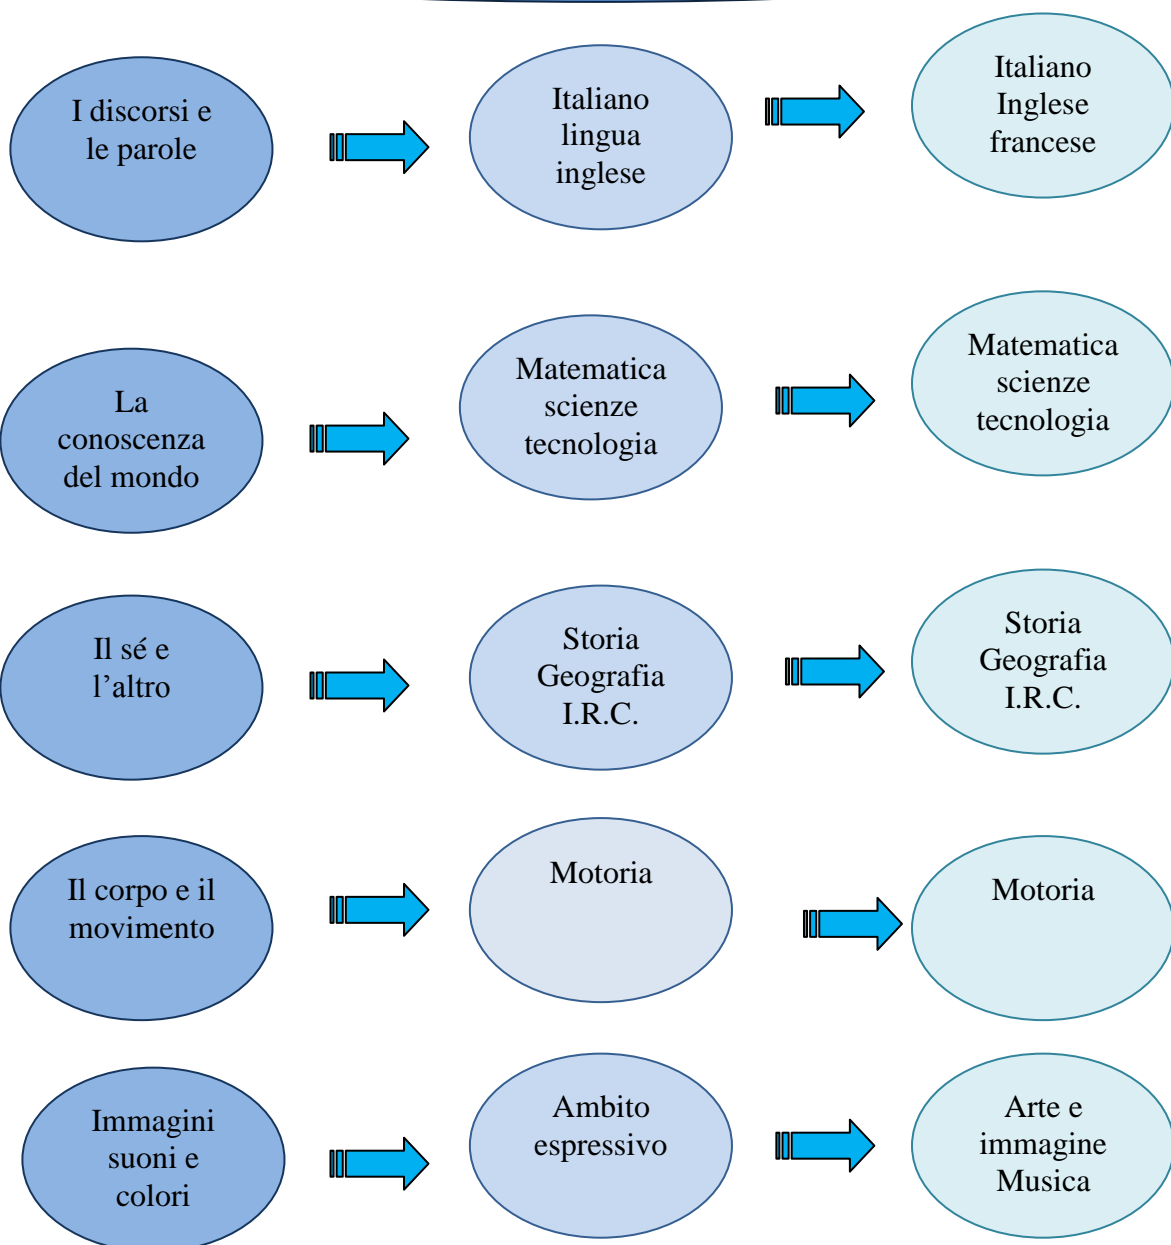 I discorsi e
le parole
Italiano
lingua
inglese
Italiano
Inglese
francese
La
conoscenza
del mondo
Matematica
scienze
tecnologia
Matematica
scienze
tecnologia
Il sé e
l’altro
Storia
Geografia
I.R.C.
Storia
Geografia
I.R.C.
Il corpo e il
movimento
Motoria
Motoria
Immagini
suoni e
colori
Ambito
espressivo
Arte e
immagine
Musica